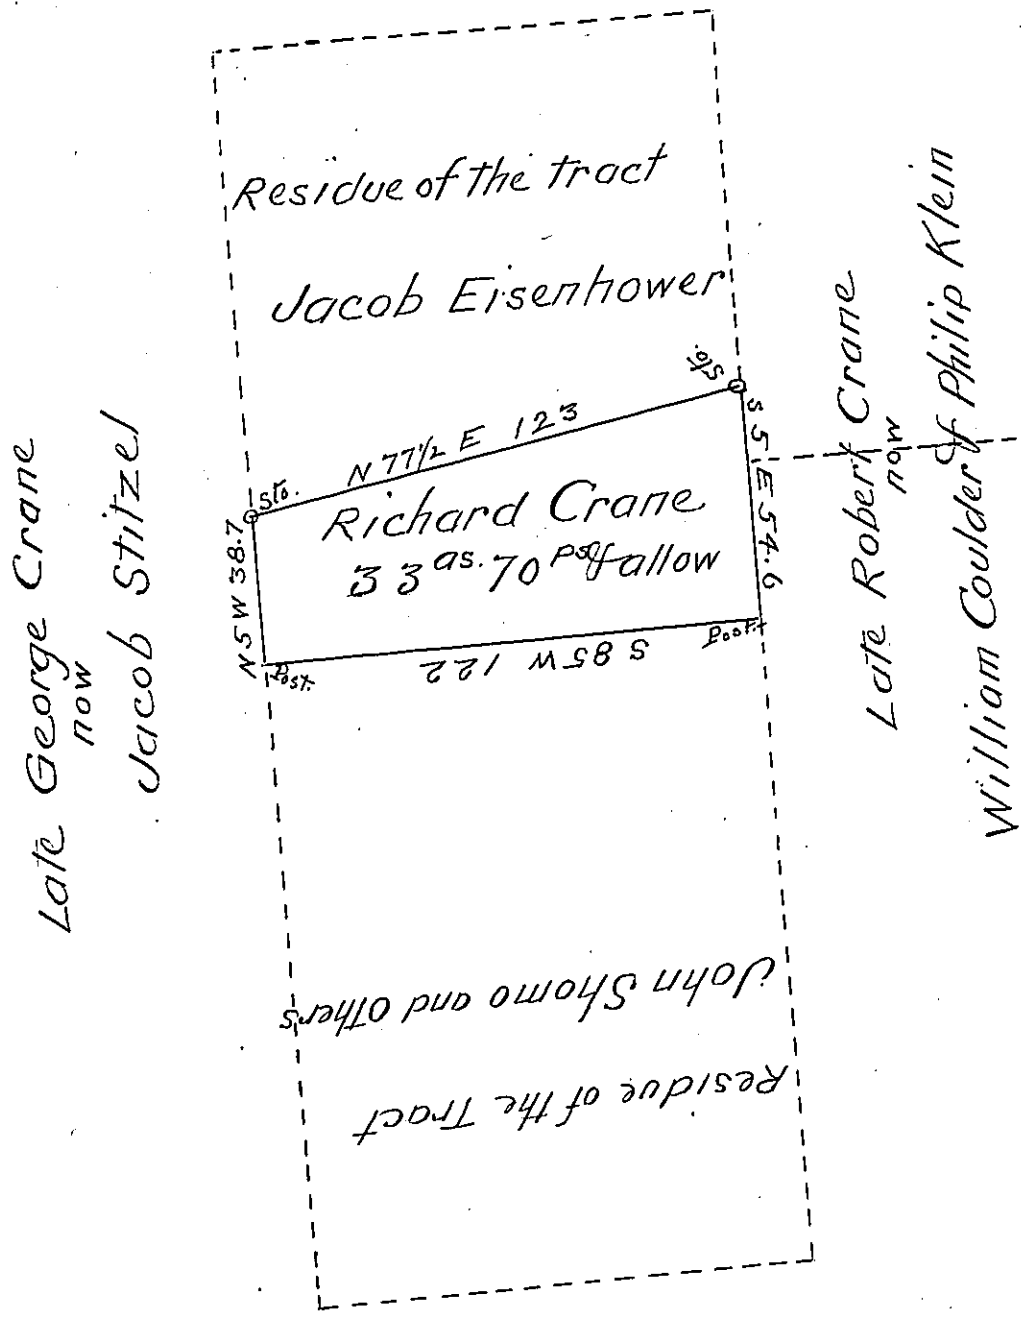 Residue of the tract
Jacob Eisenhower
Sto.
N 77 1/2 E 123
Sto.
S 5 E 54.6
Richard Crane
33 as. 70 ps & allow
N 5 W 38.7
Post.
S 85 W 122
Post.
Late George Crane
now
Jacob Stitzel
Late Robert Crane
now
William Coulder & Philip Klein
Residue of the Tract
John Shomo and others